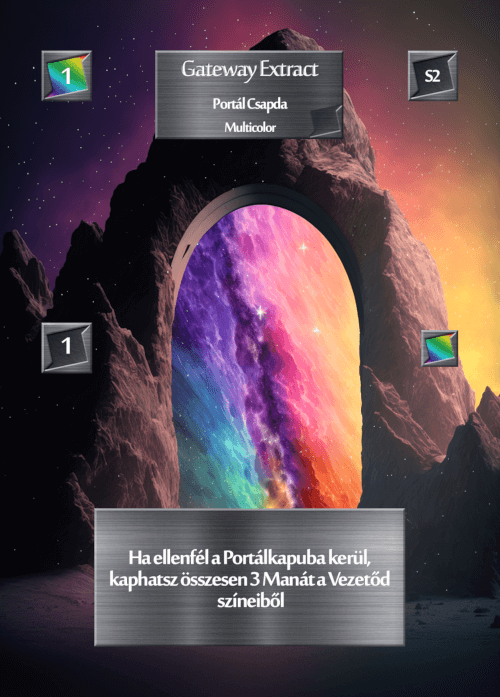 1
Gateway Extract
S2
Portál Csapda
Multicolor
1
Ha ellenfél a Portálkapuba kerül,
kaphatsz összesen 3 Manát a Vezetőd
színeiből